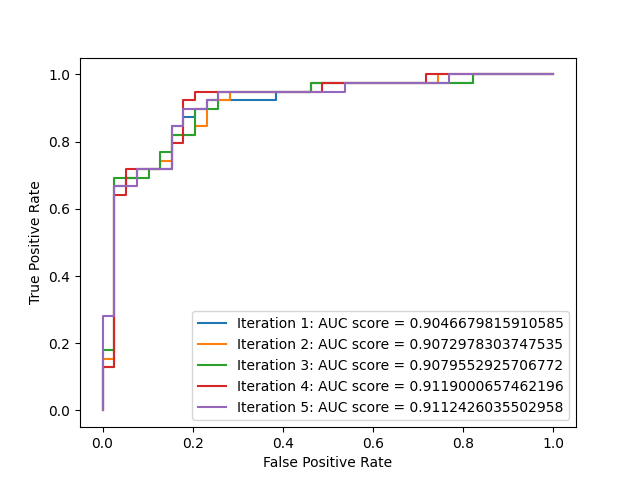 1.0
0.8
0.6
0.4
0.2
0.0
True Positive Rate
Iteration 1: AUC score = 0.9046679815910585
Iteration 2: AUC score = 0.9072978303747535
Iteration 3: AUC score = 0.9079552925706772
Iteration 4: AUC score = 0.9119000657462196
Iteration 5: AUC score = 0.9112426035502958
0.0 0.2 0.4 0.6 0.8 1.0
False Positive Rate